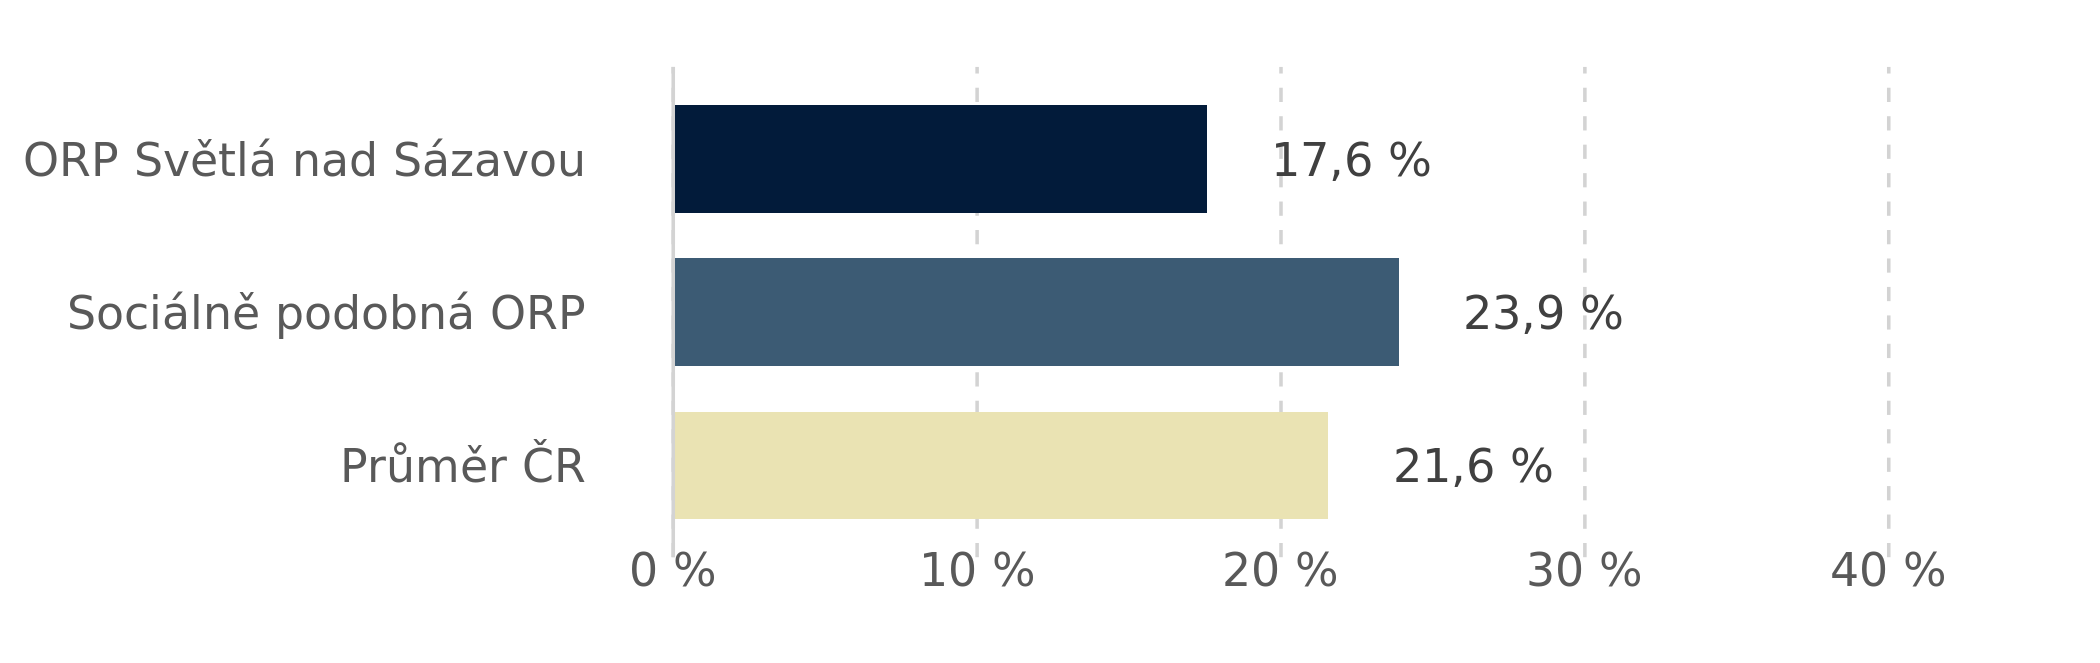 ORP Světlá nad Sázavou
17,6 %
Sociálně podobná ORP
23,9 %
Průměr ČR
21,6 %
0 %
10 %
20 %
30 %
40 %